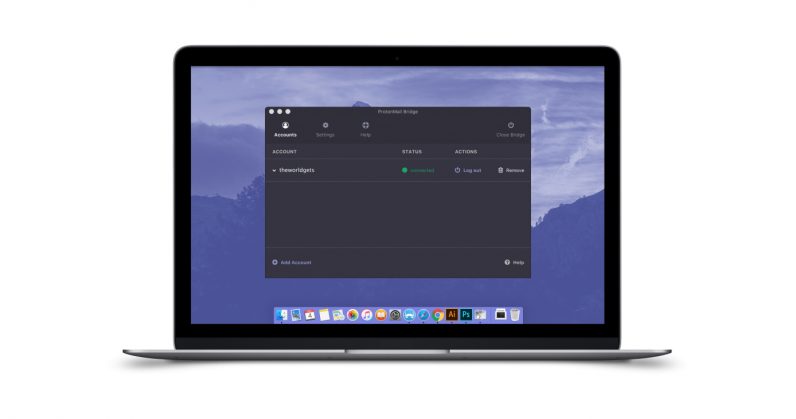 ProtonMail Bridge
Accounts Settings Help Close Bridge
ACCOUNT STATUS ACTIONS
theworldgets connected Log out Remove
Add Account Help
Ai Ps